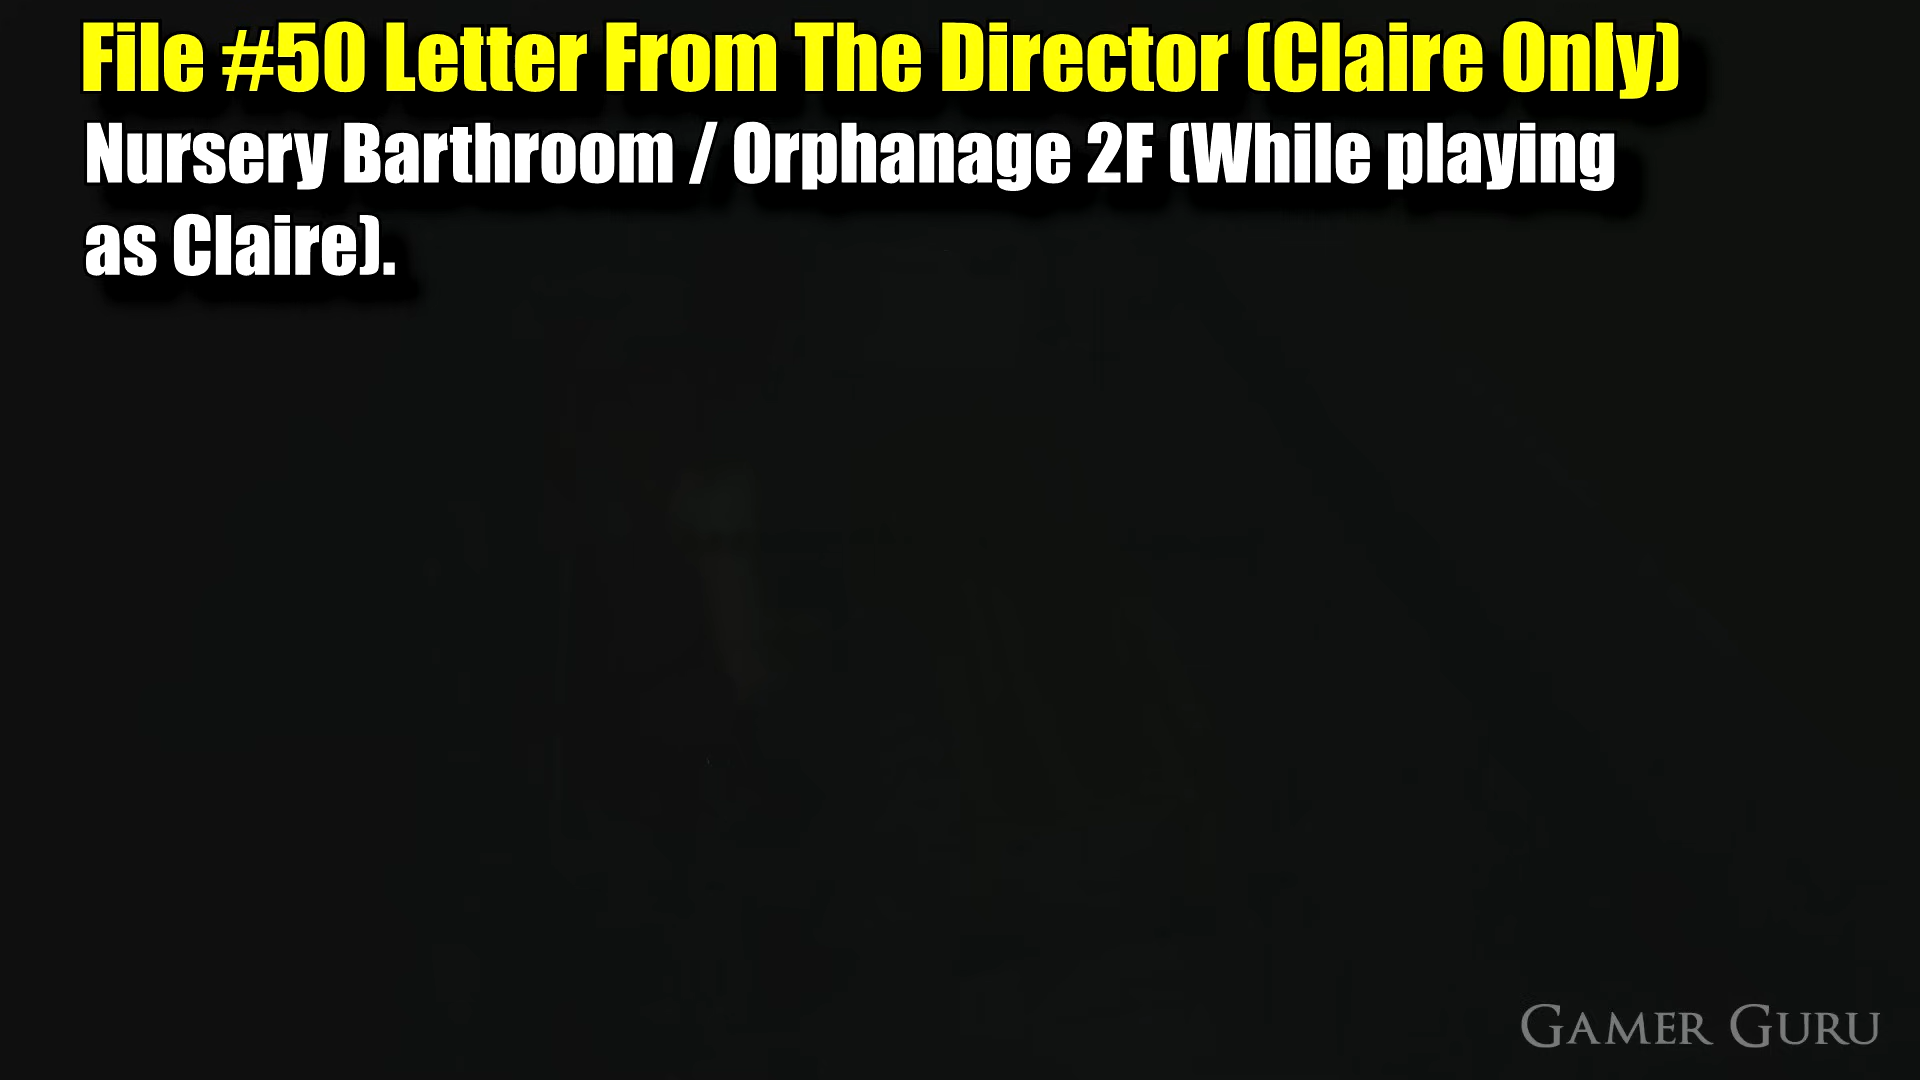 File #50 Letter From The Director (Claire Only)
Nursery Barthroom / Orphanage 2F (While playing
as Claire).
GAMER GURU